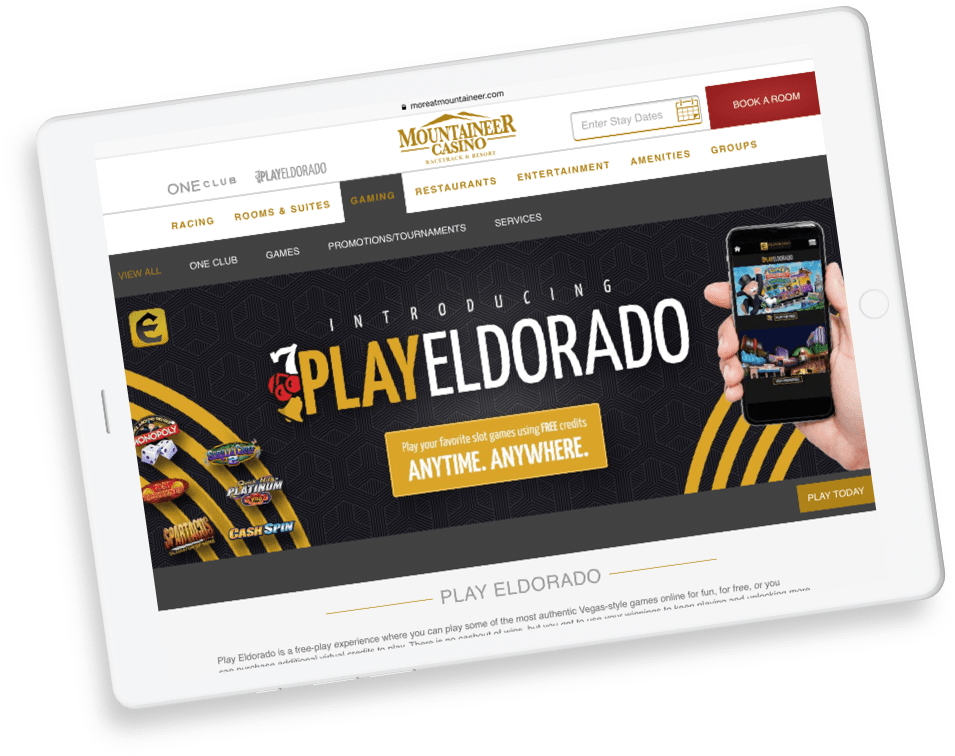 moreatmountaineer.com
MOUNTAINEER
CASINO
RACETRACK & RESORT
Enter Stay Dates
BOOK A ROOM
ONE CLUB
PLAYELDORADO
RACING
ROOMS & SUITES
GAMING
RESTAURANTS
ENTERTAINMENT
AMENITIES
GROUPS
VIEW ALL
ONE CLUB
GAMES
PROMOTIONS/TOURNAMENTS
SERVICES
INTRODUCING
7PLAYELDORADO
Play your favorite slot games using FREE credits
ANYTIME. ANYWHERE.
PLAYELDORADO
MONOPOLY
QUICK HIT
PLATINUM
SPARTACUS
CASH SPIN
PLAY TODAY
PLAY ELDORADO
Play Eldorado is a free-play experience where you can play some of the most authentic Vegas-style games online for fun, for free, or you
can purchase additional virtual credits to play. There is no cashout of wins, but you get to use your winnings to keep playing and unlocking more